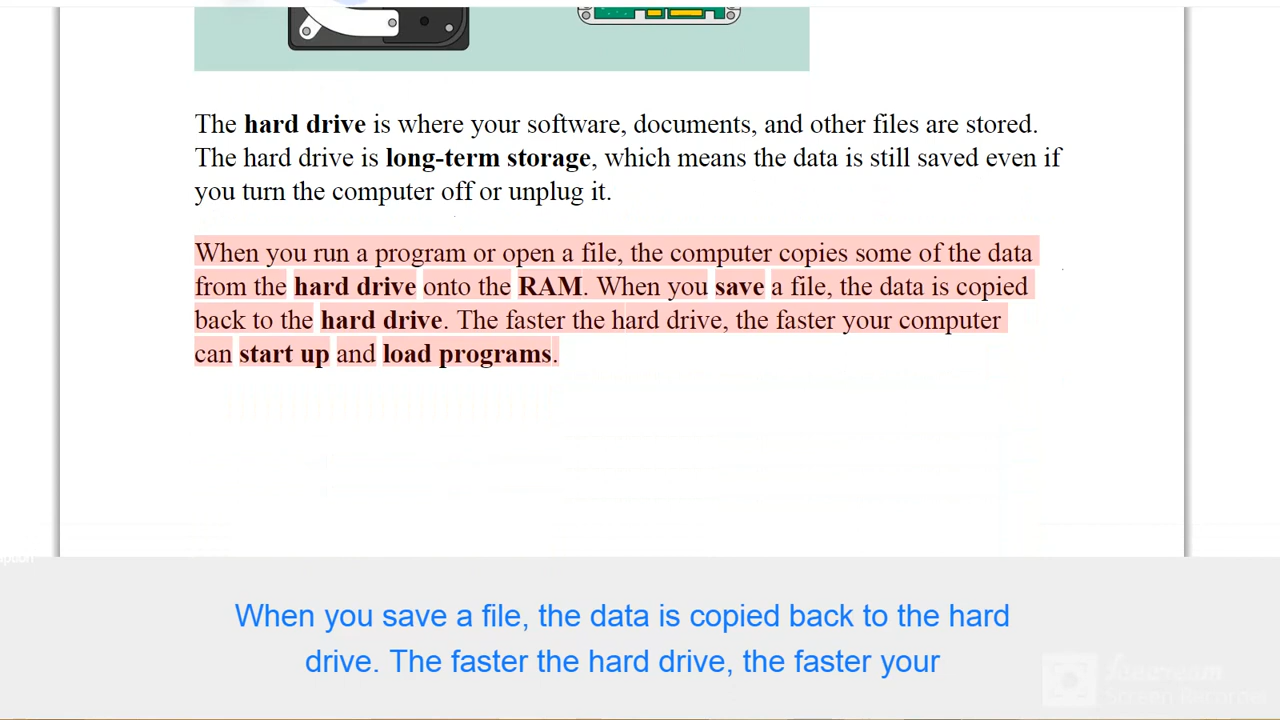 The hard drive is where your software, documents, and other files are stored.
The hard drive is long-term storage, which means the data is still saved even if
you turn the computer off or unplug it.
When you run a program or open a file, the computer copies some of the data
from the hard drive onto the RAM. When you save a file, the data is copied
back to the hard drive. The faster the hard drive, the faster your computer
can start up and load programs.
When you save a file, the data is copied back to the hard
drive. The faster the hard drive, the faster your
Icecream
Screen Recorder